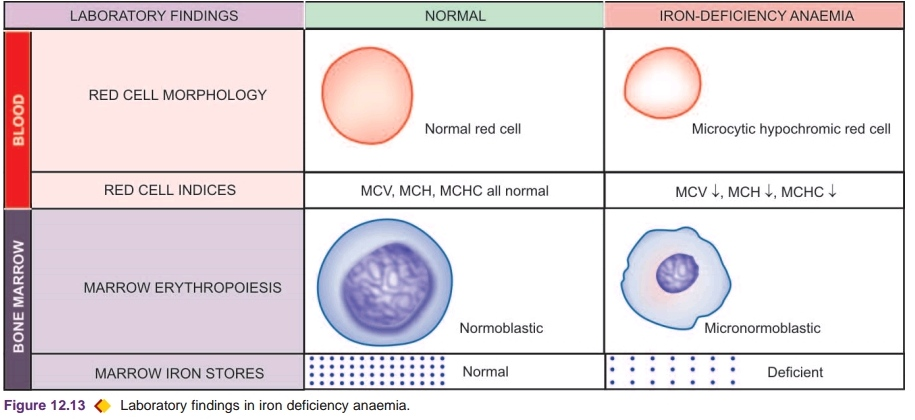 LABORATORY FINDINGS NORMAL IRON-DEFICIENCY ANAEMIA
BLOOD
RED CELL MORPHOLOGY
Normal red cell
Microcytic hypochromic red cell
RED CELL INDICES MCV, MCH, MCHC all normal MCV ↓, MCH ↓, MCHC ↓
BONE MARROW
MARROW ERYTHROPOIESIS
Normoblastic
Micronormoblastic
MARROW IRON STORES Normal Deficient
Figure 12.13 Laboratory findings in iron deficiency anaemia.